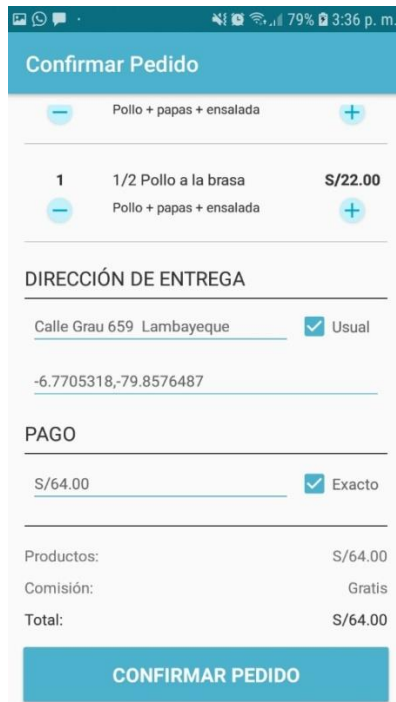 79% 3:36 p. m.
Confirmar Pedido
Pollo + papas + ensalada
1 1/2 Pollo a la brasa S/22.00
Pollo + papas + ensalada
DIRECCIÓN DE ENTREGA
Calle Grau 659 Lambayeque Usual
-6.7705318,-79.8576487
PAGO
S/64.00 Exacto
Productos: S/64.00
Comisión: Gratis
Total: S/64.00
CONFIRMAR PEDIDO